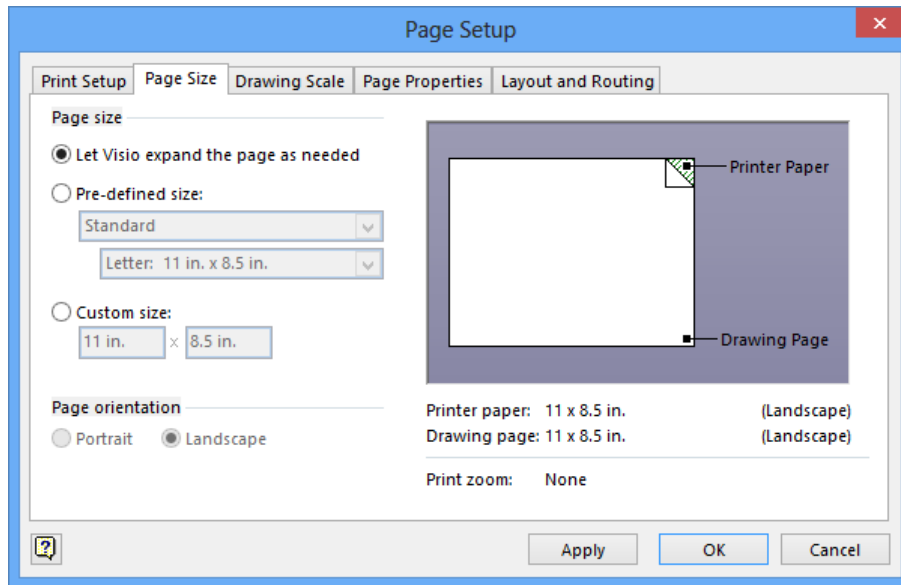 Page Setup
Print Setup Page Size Drawing Scale Page Properties Layout and Routing
Page size
Let Visio expand the page as needed
Pre-defined size:
Standard
Letter: 11 in. x 8.5 in.
Custom size:
11 in. x 8.5 in.
Page orientation
Portrait Landscape
Printer Paper
Drawing Page
Printer paper: 11 x 8.5 in. (Landscape)
Drawing page: 11 x 8.5 in. (Landscape)
Print zoom: None
?
Apply OK Cancel